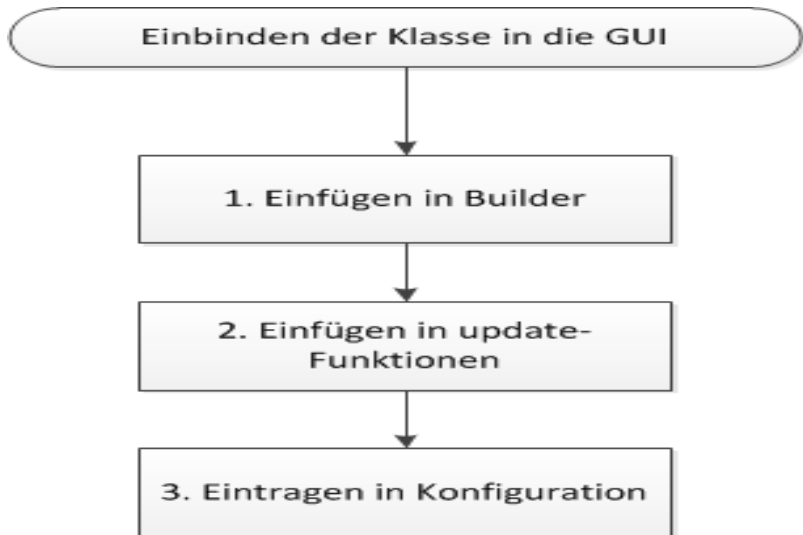 Einbinden der Klasse in die GUI
1. Einfügen in Builder
2. Einfügen in update-
Funktionen
3. Eintragen in Konfiguration